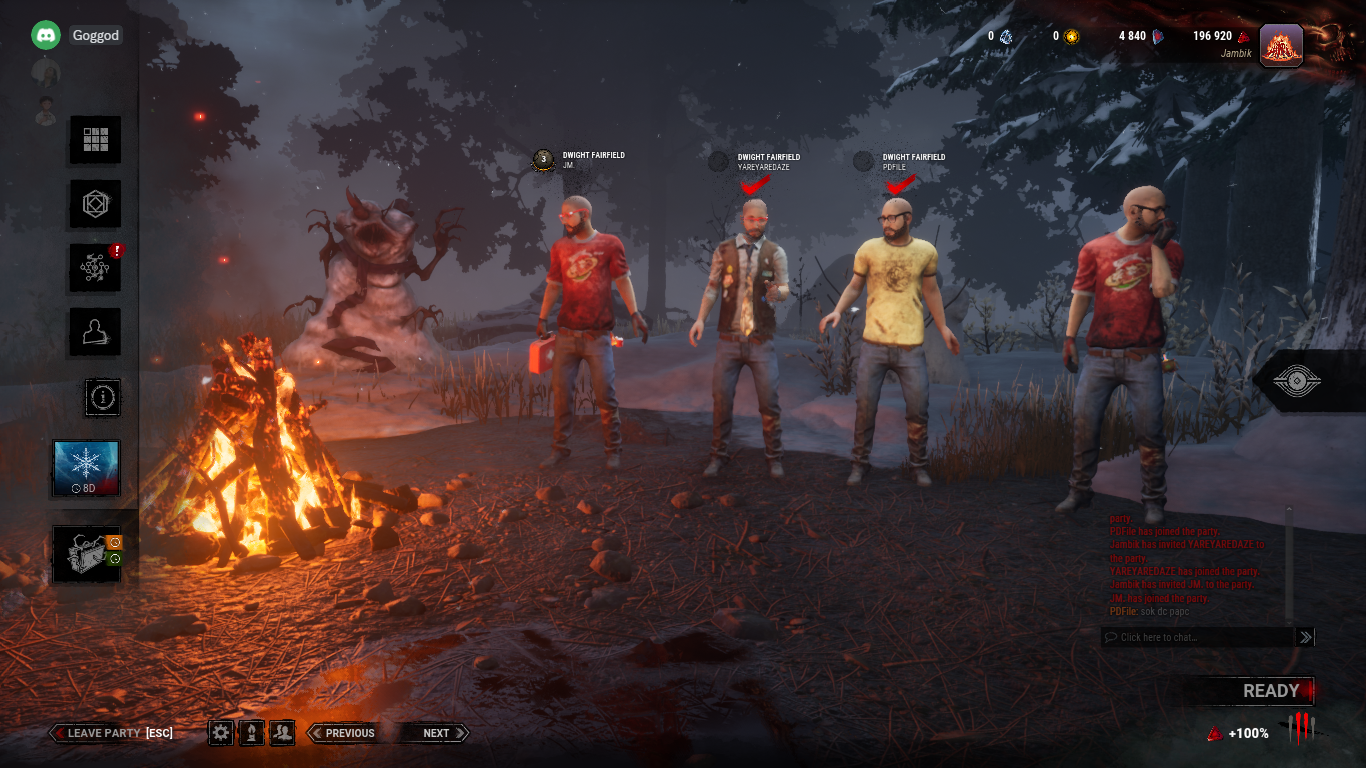 Goggod
0
0
4 840
196 920
Jambik
3
DWIGHT FAIRFIELD
JM.
DWIGHT FAIRFIELD
YAREYAREDAZE
DWIGHT FAIRFIELD
PDFILE
!
i
8D
party.
PDFile has joined the party.
Jambik has invited YAREYAREDAZE to
the party.
YAREYAREDAZE has joined the party.
Jambik has invited JM. to the party.
JM. has joined the party.
PDFile: sok dc papc
Click here to chat...
READY
LEAVE PARTY [ESC]
PREVIOUS
NEXT
+100%